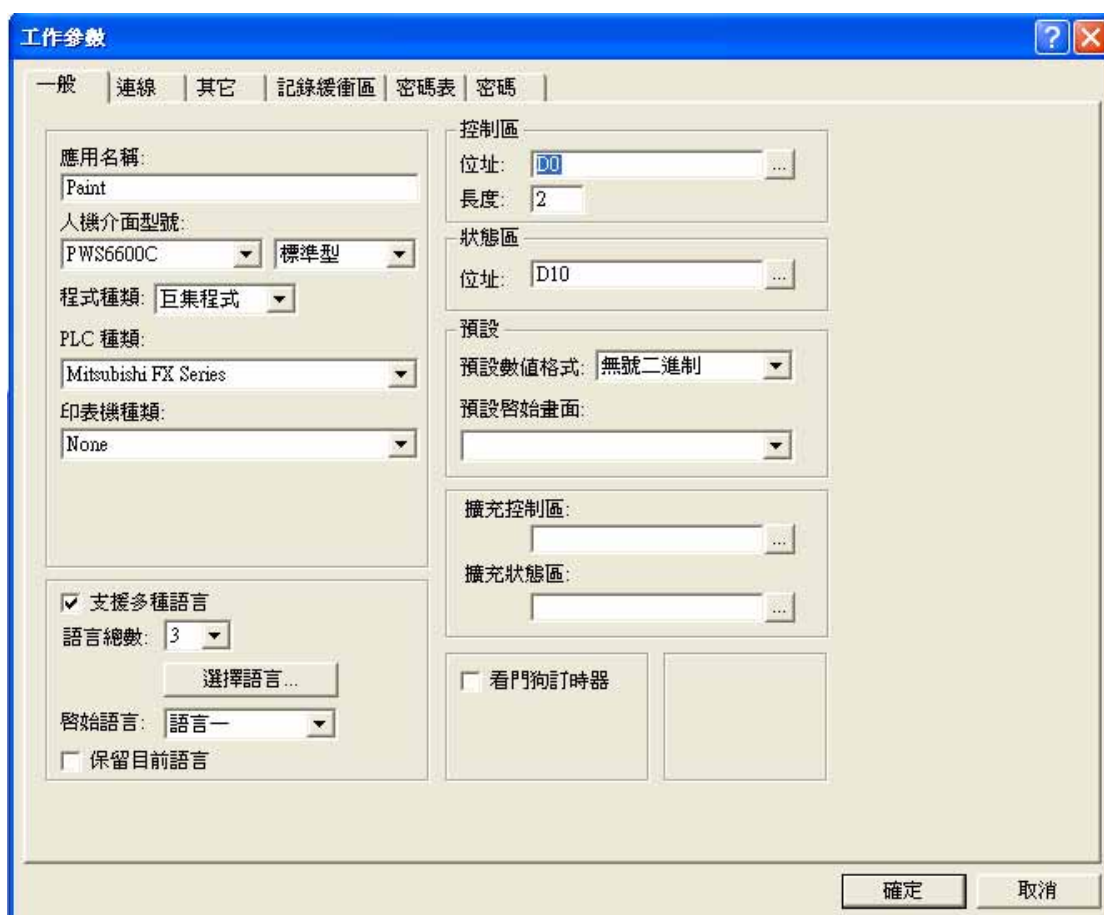 工作參數
一般 連線 其它 記錄緩衝區 密碼表 密碼
應用名稱:
Paint
人機介面型號:
PWS6600C 標準型
程式種類: 巨集程式
PLC 種類:
Mitsubishi FX Series
印表機種類:
None
支援多種語言
語言總數: 3
選擇語言...
啓始語言: 語言一
保留目前語言
控制區
位址: D0 ...
長度: 2
狀態區
位址: D10 ...
預設
預設數值格式: 無號二進制
預設啓始畫面:
擴充控制區:
...
擴充狀態區:
...
看門狗訂時器
確定 取消